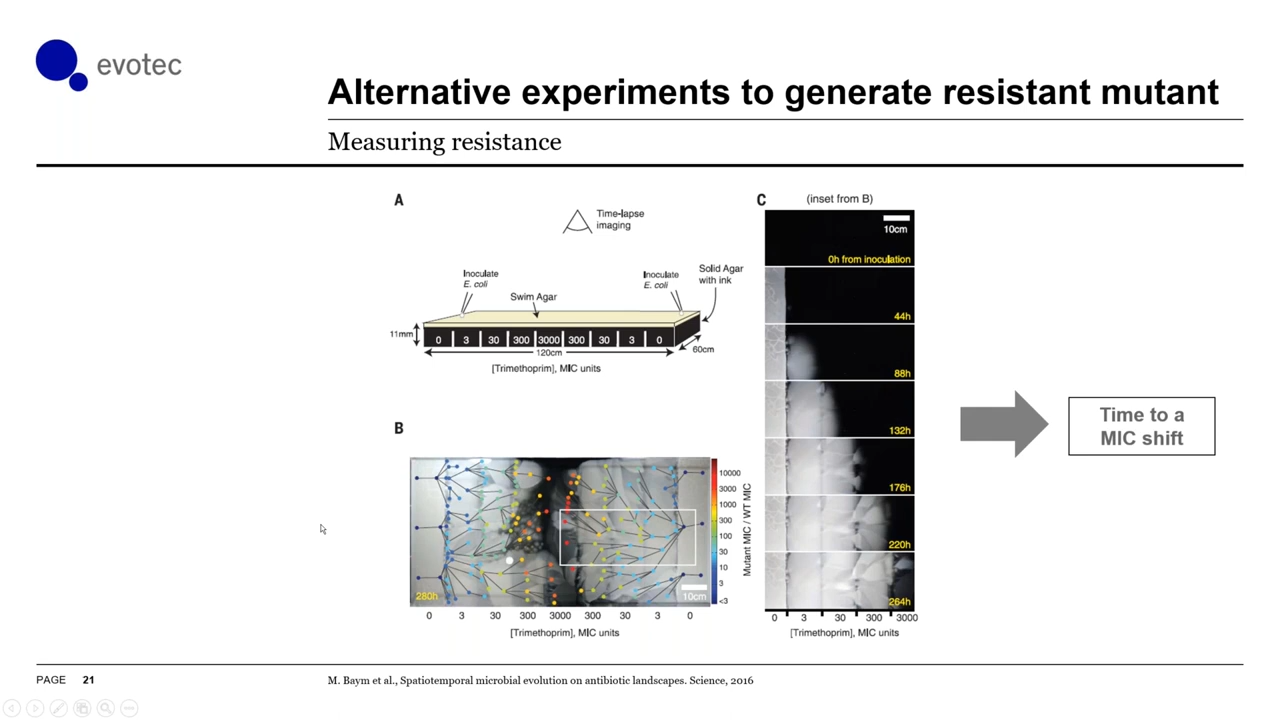 evotec
Alternative experiments to generate resistant mutant
Measuring resistance
A
Time-lapse
imaging
Inoculate
E. coli
Swim Agar
Inoculate
E. coli
Solid Agar
with ink
11mm
0 3 30 300 3000 300 30 3 0
120cm
60cm
[Trimethoprim], MIC units
B
280h
10cm
10000
3000
1000
300
100
30
10
3
<3
Mutant MIC / WT MIC
0 3 30 300 3000 300 30 3 0
[Trimethoprim], MIC units
C
(inset from B)
10cm
0h from inoculation
44h
88h
132h
176h
220h
264h
0 3 30 300 3000
[Trimethoprim], MIC units
Time to a
MIC shift
PAGE 21
M. Baym et al., Spatiotemporal microbial evolution on antibiotic landscapes. Science, 2016